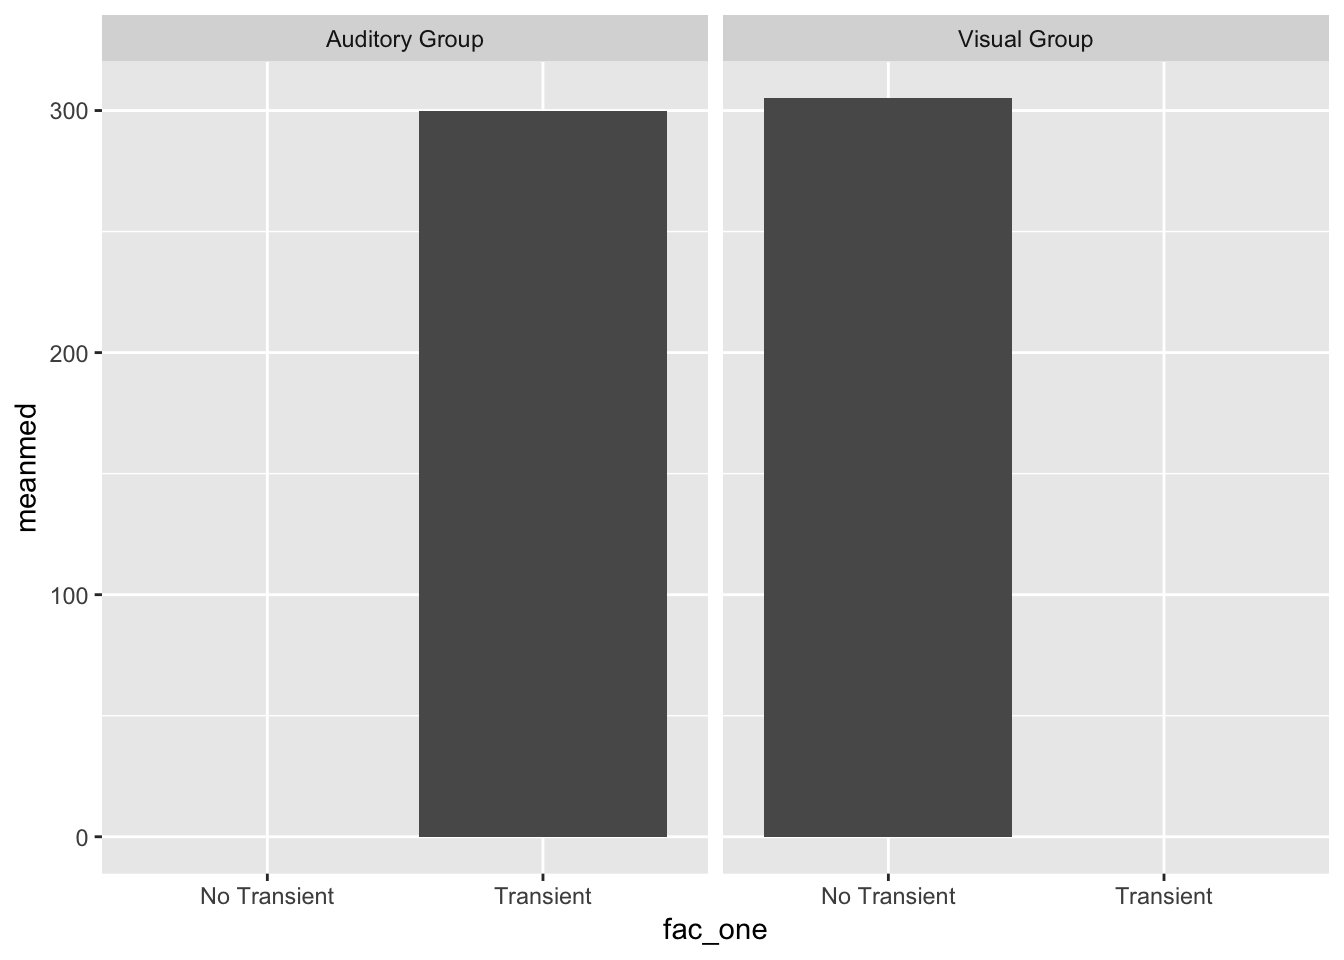 Auditory Group
Visual Group
300
200
100
0
meanmed
No Transient
Transient
No Transient
Transient
fac_one